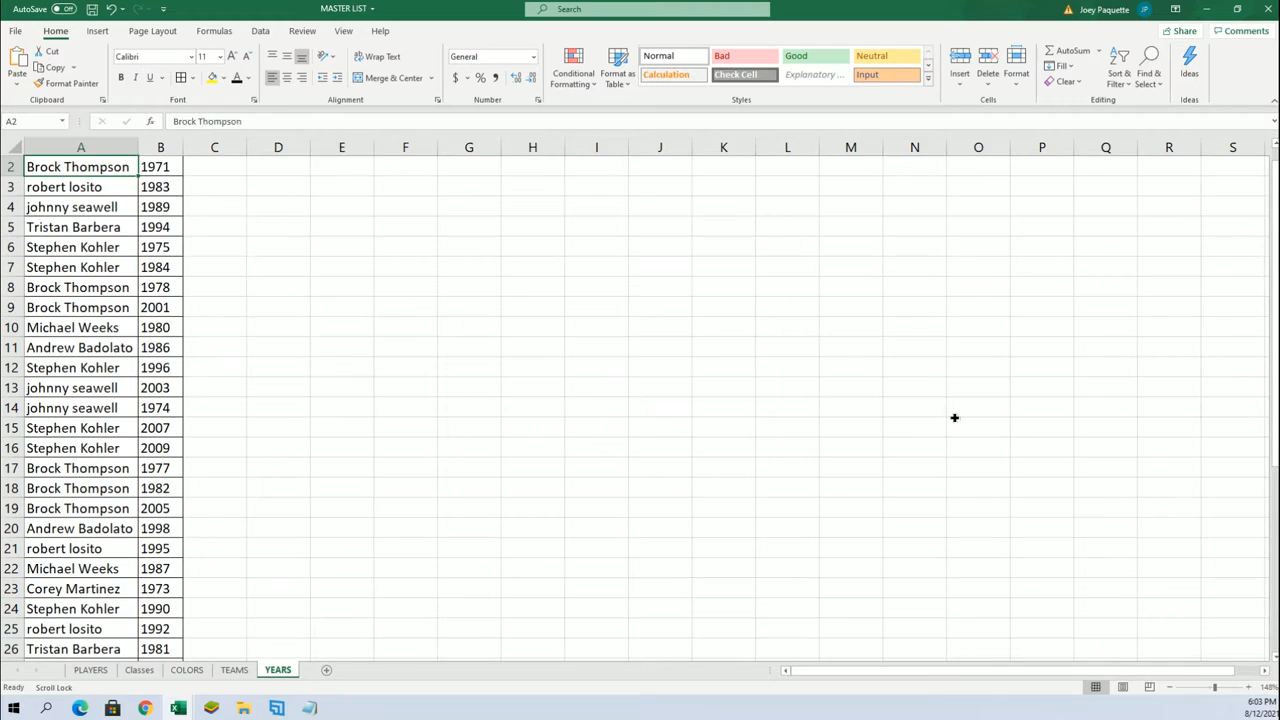 AutoSave Off MASTER LIST Search Joey Paquette JP
File Home Insert Page Layout Formulas Data Review View Help Share Comments
Paste Cut Copy Format Painter Clipboard
Calibri 11 A A B I U A Font
Wrap Text Merge & Center Alignment
General $ % Number
Conditional Formatting Format as Table
Normal Bad Good Neutral
Calculation Check Cell Explanatory ... Input
Styles
Insert Delete Format Cells
AutoSum Fill Clear Sort & Filter Find & Select Editing
Ideas Ideas
A2 fx Brock Thompson
A B C D E F G H I J K L M N O P Q R S
2 Brock Thompson 1971
3 robert losito 1983
4 johnny seawell 1989
5 Tristan Barbera 1994
6 Stephen Kohler 1975
7 Stephen Kohler 1984
8 Brock Thompson 1978
9 Brock Thompson 2001
10 Michael Weeks 1980
11 Andrew Badolato 1986
12 Stephen Kohler 1996
13 johnny seawell 2003
14 johnny seawell 1974
15 Stephen Kohler 2007
16 Stephen Kohler 2009
17 Brock Thompson 1977
18 Brock Thompson 1982
19 Brock Thompson 2005
20 Andrew Badolato 1998
21 robert losito 1995
22 Michael Weeks 1987
23 Corey Martinez 1973
24 Stephen Kohler 1990
25 robert losito 1992
26 Tristan Barbera 1981
PLAYERS Classes COLORS TEAMS YEARS
Ready Scroll Lock 148%
6:03 PM